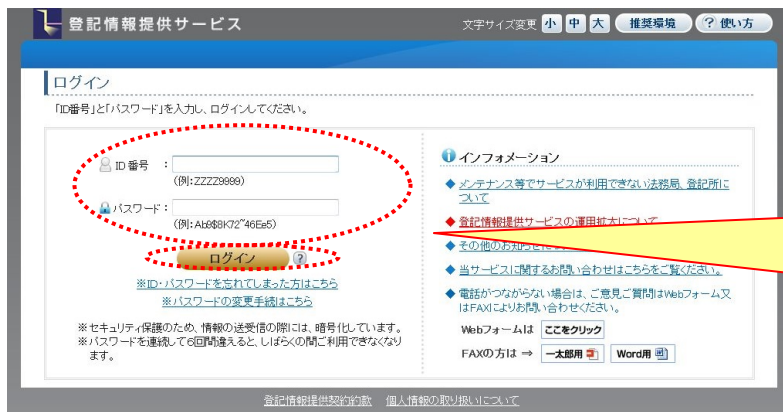 登記情報提供サービス
文字サイズ変更 小 中 大 推奨環境 ? 使い方
ログイン
「ID番号」と「パスワード」を入力し、ログインしてください。
ID番号 :
(例:ZZZZ9999)
パスワード:
(例:Ab9$8K72~46Ee5)
ログイン ?
※ID・パスワードを忘れてしまった方はこちら
※パスワードの変更手続はこちら
※セキュリティ保護のため、情報の送受信の際には、暗号化しています。
※パスワードを連続して6回間違えると、しばらくの間ご利用できなくなり
ます。
インフォメーション
◆ メンテナンス等でサービスが利用できない法務局、登記所に
ついて
◆ 登記情報提供サービスの運用拡大について
◆ その他のお知らせ
◆ 当サービスに関するお問い合わせはこちらをご覧ください。
◆ 電話がつながらない場合は、ご意見ご質問はWebフォーム又
はFAXによりお問い合わせください。
Webフォームは ここをクリック
FAXの方は ⇒ 一太郎用 Word用
登記情報提供契約約款 個人情報の取り扱いについて